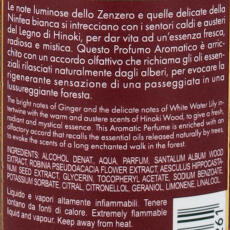 Le note luminose dello Zenzero e quelle delicate della
Ninfea bianca si intrecciano con i sentori caldi e austeri
del Legno di Hinoki, per dar vita ad un'essenza fresca,
radiosa e mistica. Questo Profumo Aromatico è arric-
chito con un accordo olfattivo che richiama gli oli essen-
ziali rilasciati naturalmente dagli alberi, per evocare la
rigenerante sensazione di una passeggiata in una
lussureggiante foresta.
The bright notes of Ginger and the delicate notes of White Water Lily in-
tertwine with the warm and austere scents of Hinoki Wood, to give a fresh,
radiant and mystical essence. This Aromatic Perfume is enriched with an
olfactory accord that recalls the essential oils released naturally by trees,
to evoke the scents of a long enchanted walk in the forest.
INGREDIENTS: ALCOHOL DENAT, AQUA, PARFUM, SANTALUM ALBUM WOOD
EXTRACT, ROBINIA PSEUDOACACIA FLOWER EXTRACT, AESCULUS HIPPOCASTA-
NUM SEED EXTRACT, GLYCERIN, TOCOPHERYL ACETATE, SODIUM BENZOATE,
POTASSIUM SORBATE, CITRAL, CITRONELLOL, GERANIOL, LIMONENE, LINALOOL.
Liquido e vapori altamente infiammabili. Tenere
lontano da fonti di calore. Extremely flammable
liquid and vapour. Keep away from heat.
661